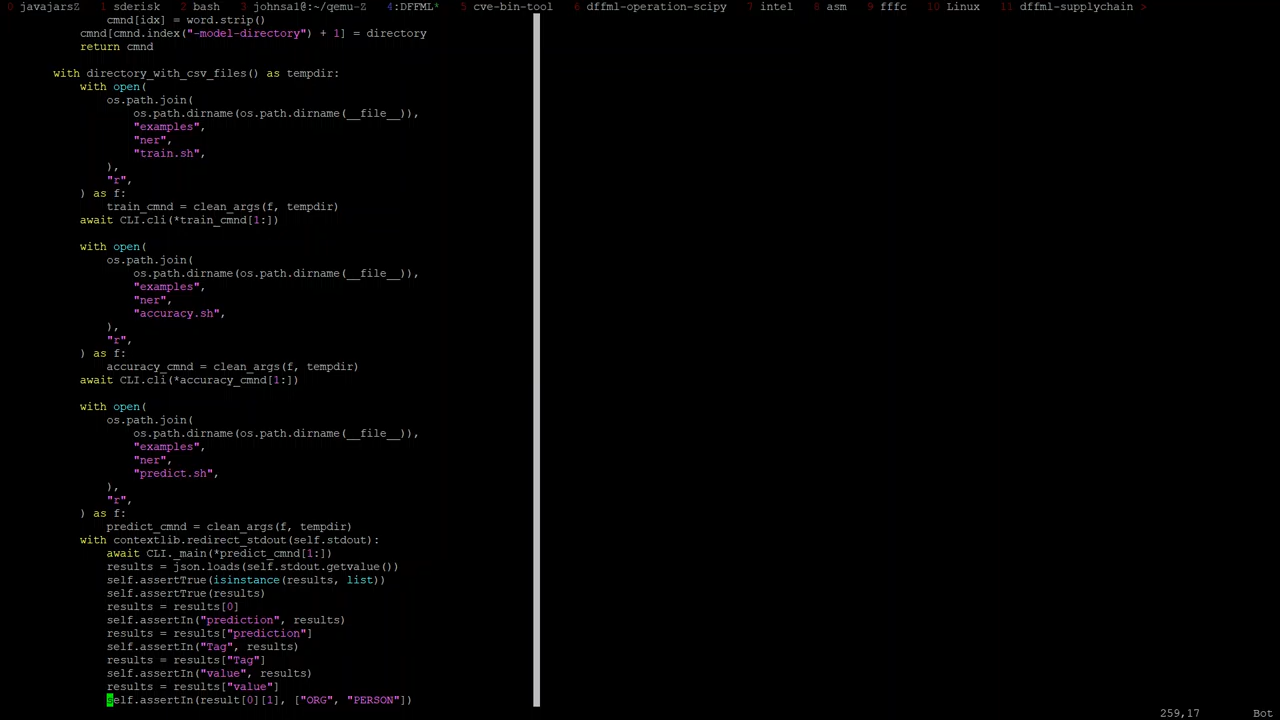 0 javajarsZ 1 sderisk 2 bash 3 johnsal@:~/qemu-Z 4:DFFML* 5 cve-bin-tool 6 dffml-operation-scipy 7 intel 8 asm 9 fffc 10 Linux 11 dffml-supplychain >
cmnd[idx] = word.strip()
cmnd[cmnd.index("-model-directory") + 1] = directory
return cmnd
with directory_with_csv_files() as tempdir:
with open(
os.path.join(
os.path.dirname(os.path.dirname(__file__)),
"examples",
"ner",
"train.sh",
),
"r",
) as f:
train_cmnd = clean_args(f, tempdir)
await CLI.cli(*train_cmnd[1:])
with open(
os.path.join(
os.path.dirname(os.path.dirname(__file__)),
"examples",
"ner",
"accuracy.sh",
),
"r",
) as f:
accuracy_cmnd = clean_args(f, tempdir)
await CLI.cli(*accuracy_cmnd[1:])
with open(
os.path.join(
os.path.dirname(os.path.dirname(__file__)),
"examples",
"ner",
"predict.sh",
),
"r",
) as f:
predict_cmnd = clean_args(f, tempdir)
with contextlib.redirect_stdout(self.stdout):
await CLI._main(*predict_cmnd[1:])
results = json.loads(self.stdout.getvalue())
self.assertTrue(isinstance(results, list))
self.assertTrue(results)
results = results[0]
self.assertIn("prediction", results)
results = results["prediction"]
self.assertIn("Tag", results)
results = results["Tag"]
self.assertIn("value", results)
results = results["value"]
self.assertIn(result[0][1], ["ORG", "PERSON"])
259,17 Bot